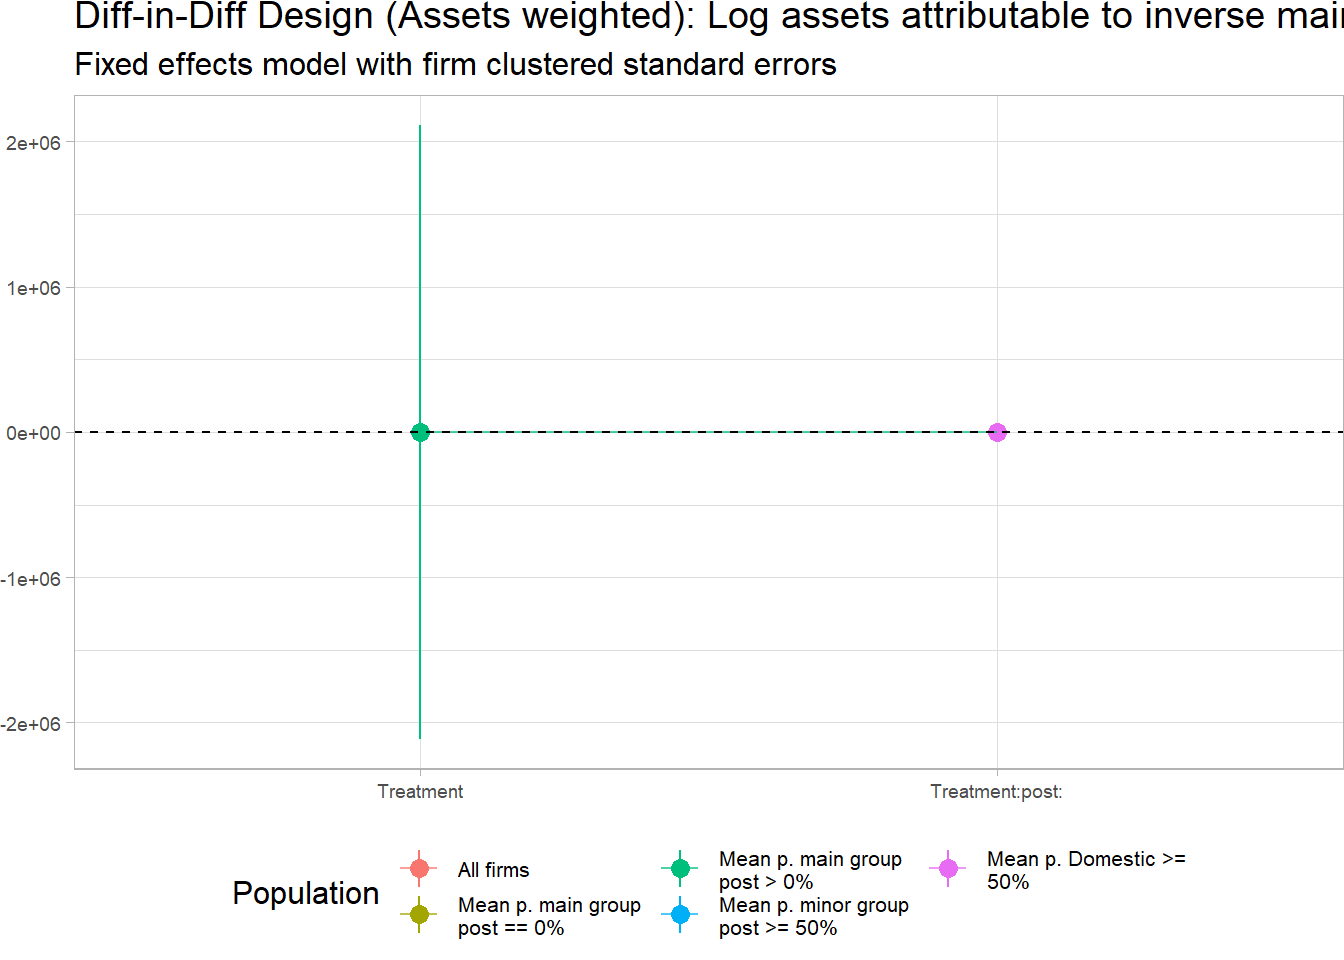 Diff-in-Diff Design (Assets weighted): Log assets attributable to inverse
Fixed effects model with firm clustered standard errors
2e+06
1e+06
0e+00
-1e+06
-2e+06
Treatment
Treatment:post:
Population
All firms
Mean p. main group
post == 0%
Mean p. main group
post > 0%
Mean p. minor group
post >= 50%
Mean p. Domestic >=
50%